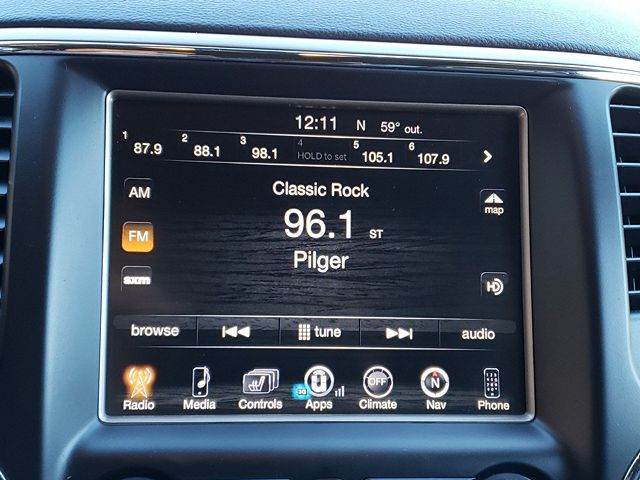 12:11 N 59° out.
1 87.9 2 88.1 3 98.1 4 HOLD to set 5 105.1 6 107.9
AM Classic Rock
map
FM 96.1 ST
Pilger
sxm HD
browse tune audio
OFF N
3G
Radio Media Controls Apps Climate Nav Phone